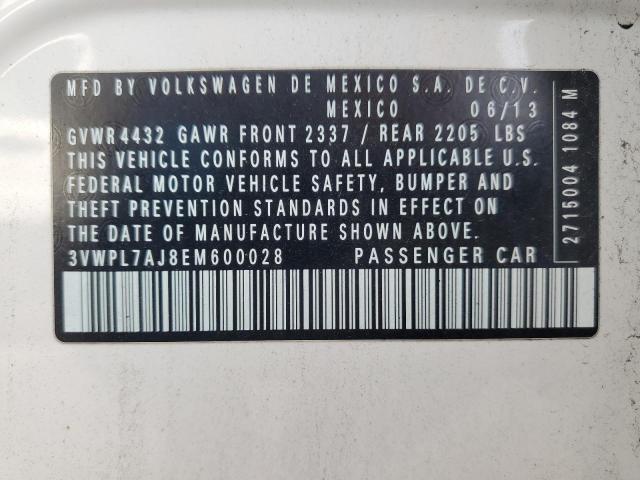 MFD BY VOLKSWAGEN DE MEXICO S.A. DE C.V.
MEXICO 06/13
GVWR 4432 GAWR FRONT 2337 / REAR 2205 LBS
THIS VEHICLE CONFORMS TO ALL APPLICABLE U.S.
FEDERAL MOTOR VEHICLE SAFETY, BUMPER AND
THEFT PREVENTION STANDARDS IN EFFECT ON
THE DATE OF MANUFACTURE SHOWN ABOVE.
3VWPL7AJ8EM600028 PASSENGER CAR
2715004 1084 M